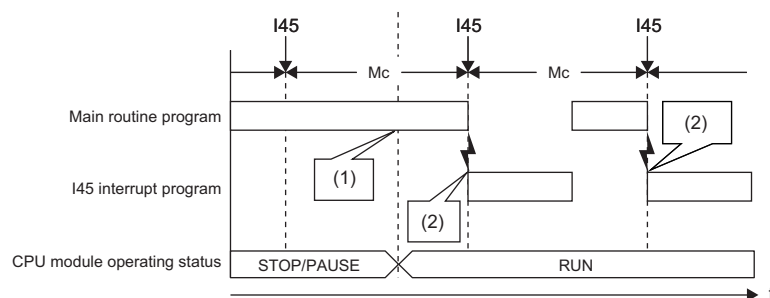 I45 I45 I45
Mc Mc
Main routine program
(2)
(1)
I45 interrupt program
(2)
CPU module operating status STOP/PAUSE RUN